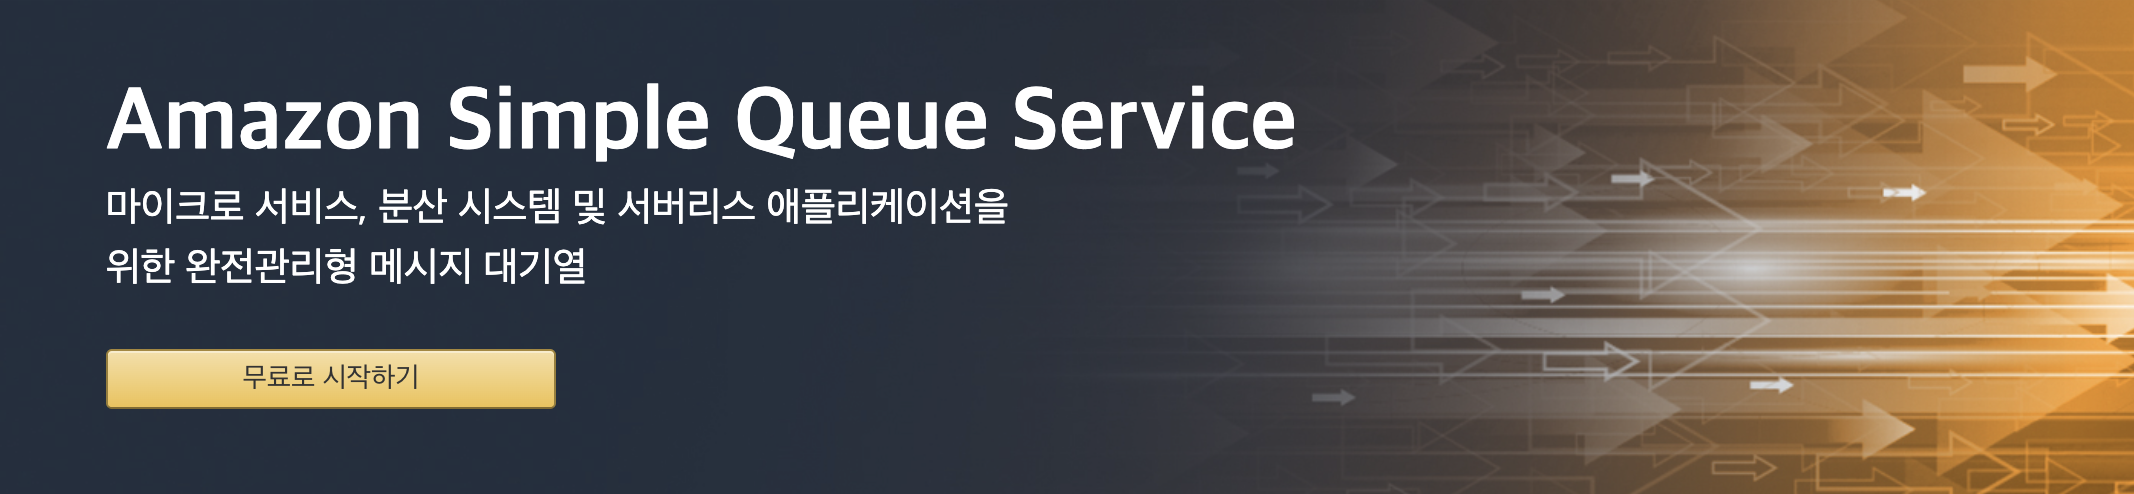 Amazon Simple Queue Service
마이크로 서비스, 분산 시스템 및 서버리스 애플리케이션을
위한 완전관리형 메시지 대기열
무료로 시작하기